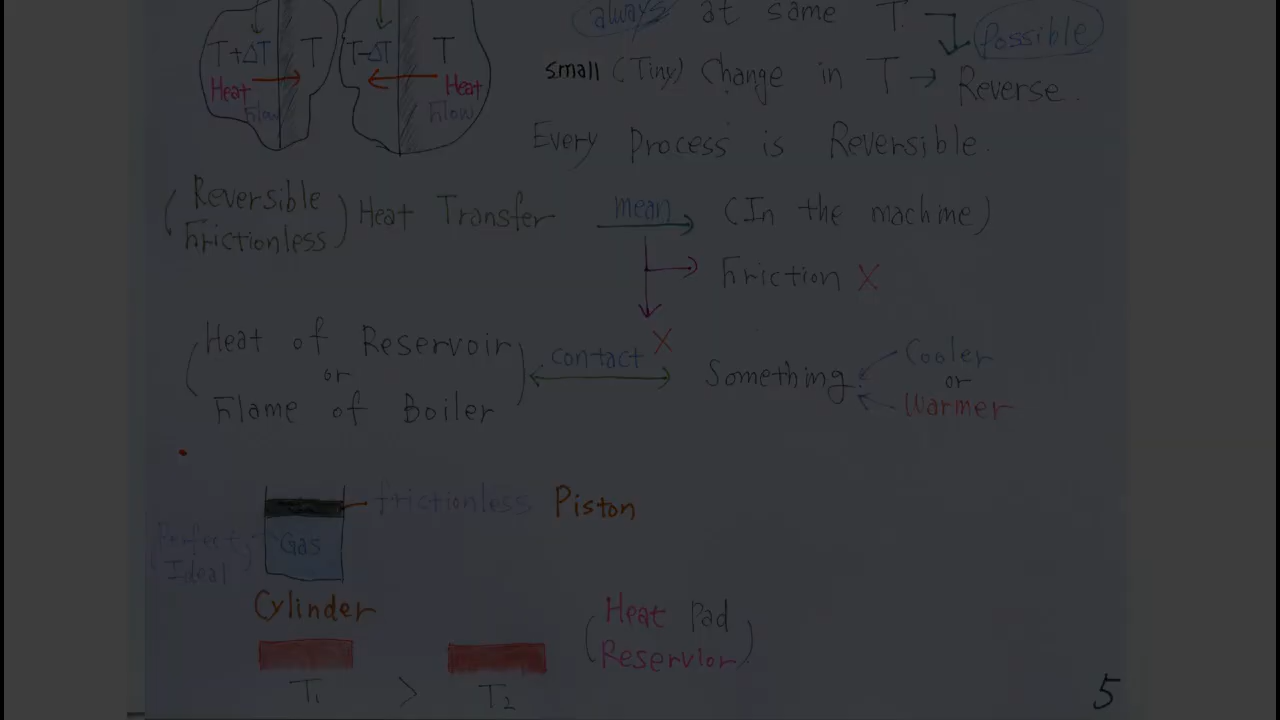 always at same T
Possible
T+ΔT T T-ΔT T
small (Tiny) Change in T → Reverse.
Heat Heat
Flow Flow
Every Process is Reversible.
(Reversible Frictionless) Heat Transfer mean (In the machine)
Friction X
X
(Heat of Reservoir or Flame of Boiler) contact Something Cooler or Warmer
frictionless Piston
(Perfect, Ideal) Gas
Cylinder
(Heat Pad Reservior)
T1 > T2
5